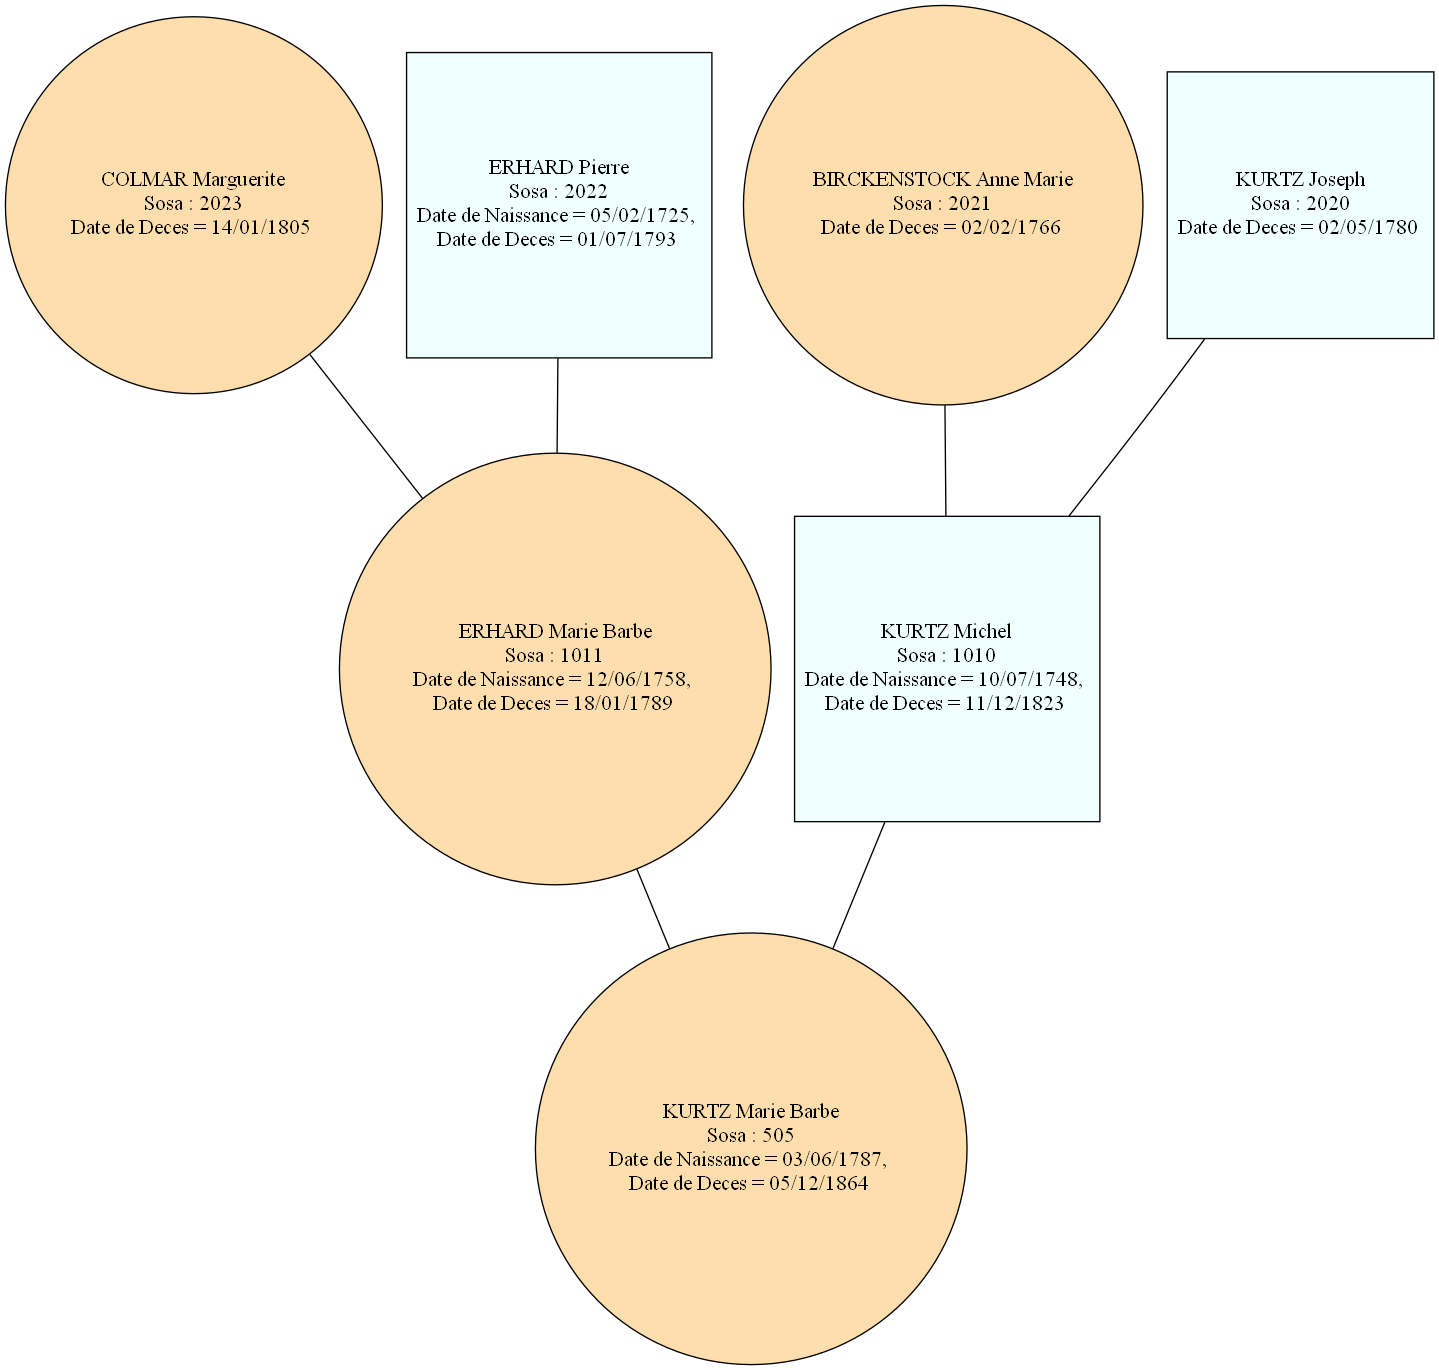 COLMAR Marguerite
Sosa : 2023
Date de Deces = 14/01/1805
ERHARD Pierre
Sosa : 2022
Date de Naissance = 05/02/1725,
Date de Deces = 01/07/1793
BIRCKENSTOCK Anne Marie
Sosa : 2021
Date de Deces = 02/02/1766
KURTZ Joseph
Sosa : 2020
Date de Deces = 02/05/1780
ERHARD Marie Barbe
Sosa : 1011
Date de Naissance = 12/06/1758,
Date de Deces = 18/01/1789
KURTZ Michel
Sosa : 1010
Date de Naissance = 10/07/1748,
Date de Deces = 11/12/1823
KURTZ Marie Barbe
Sosa : 505
Date de Naissance = 03/06/1787,
Date de Deces = 05/12/1864